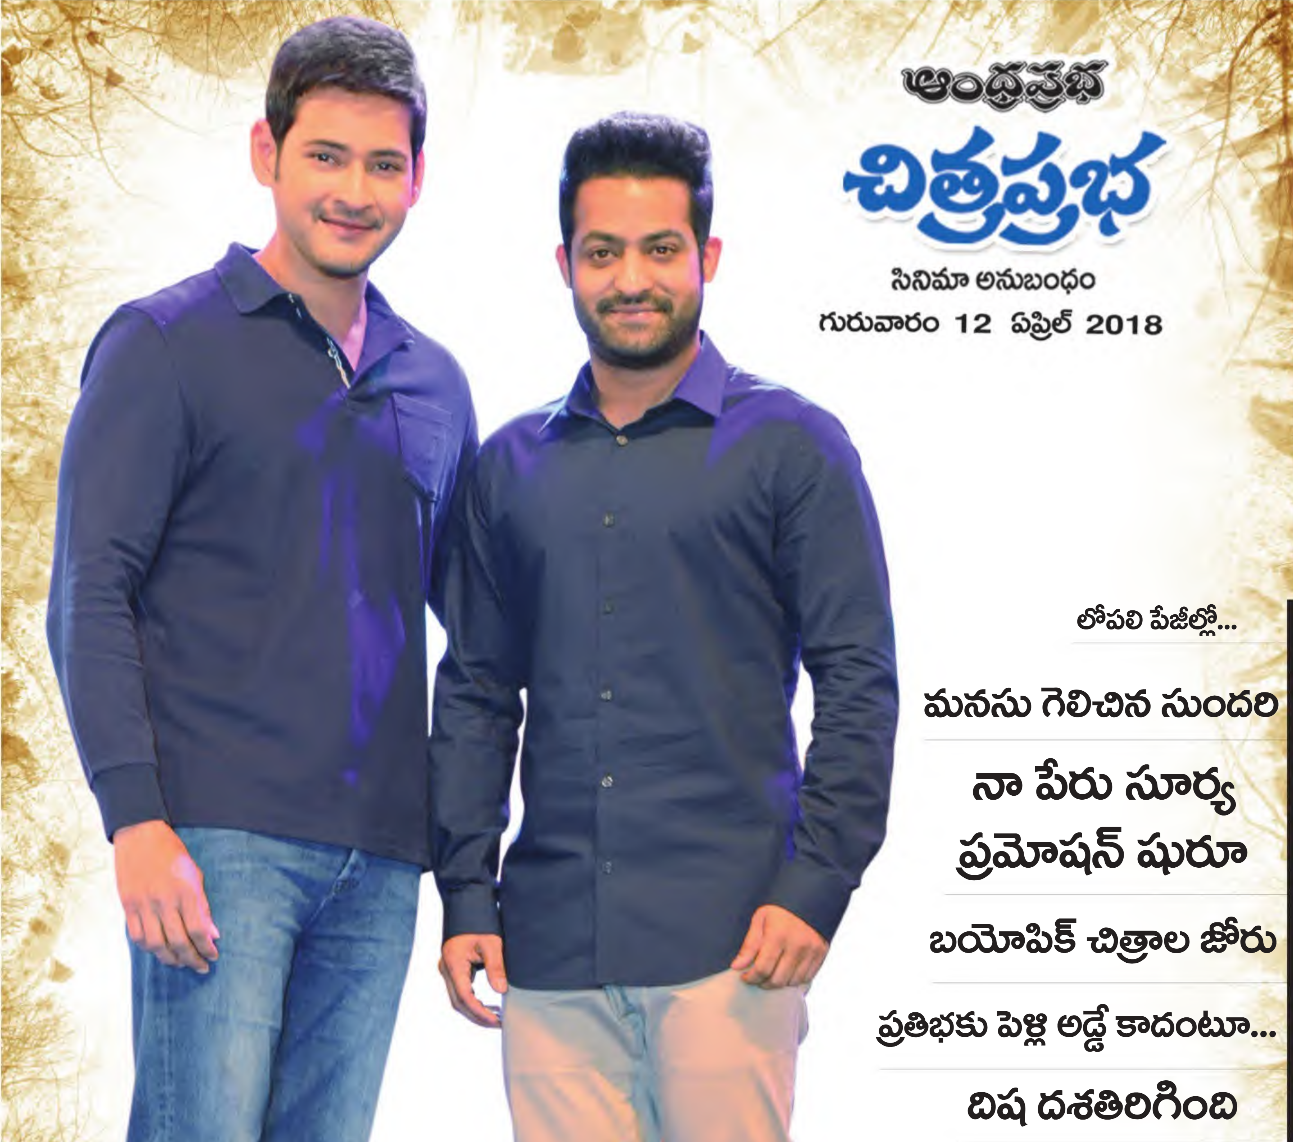 ఆంధ్రప్రభ
చిత్రప్రభ
సినిమా అనుబంధం
గురువారం 12 ఏప్రిల్ 2018
లోపలి పేజీల్లో...
మనసు గెలిచిన సుందరి
నా పేరు సూర్య
ప్రమోషన్ షురూ
బయోపిక్ చిత్రాల జోరు
ప్రతిభకు పెళ్లి అడ్డే కాదంటూ...
దిష దశతిరిగింది